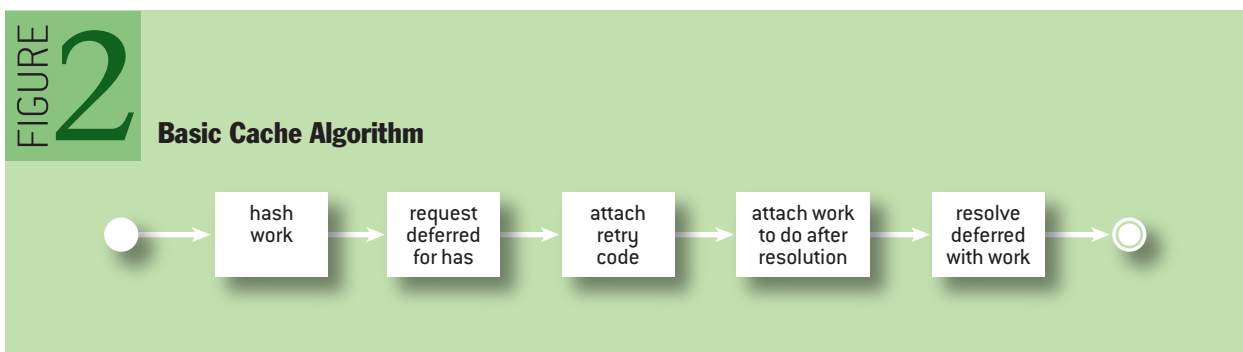 FIGURE
2
Basic Cache Algorithm
hash
work
request
deferred
for has
attach
retry
code
attach work
to do after
resolution
resolve
deferred
with work